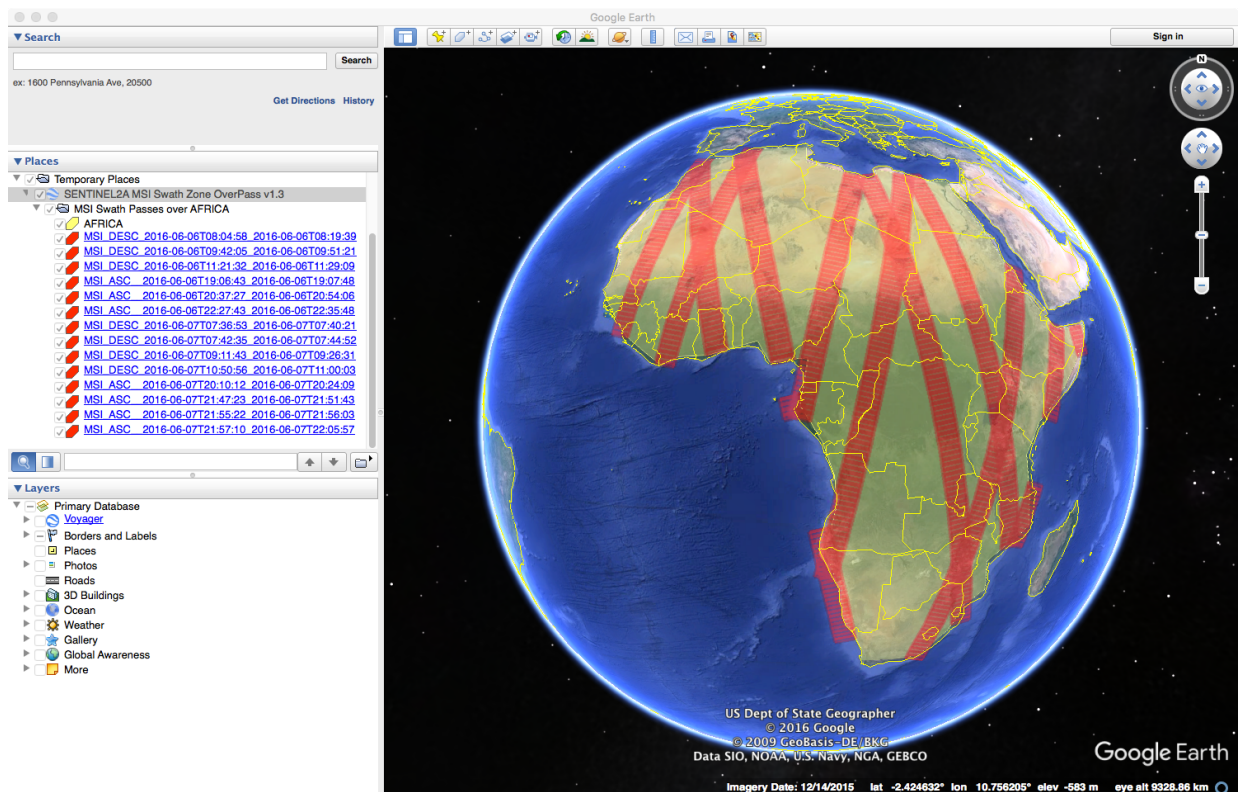 Google Earth
Search
Search
ex: 1600 Pennsylvania Ave, 20500
Get Directions History
Places
Temporary Places
SENTINEL2A MSI Swath Zone OverPass v1.3
MSI Swath Passes over AFRICA
AFRICA
MSI_DESC_2016-06-06T08:04:58_2016-06-06T08:19:39
MSI_DESC_2016-06-06T09:42:05_2016-06-06T09:51:21
MSI_DESC_2016-06-06T11:21:32_2016-06-06T11:29:09
MSI_ASC__2016-06-06T19:06:43_2016-06-06T19:07:48
MSI_ASC__2016-06-06T20:37:27_2016-06-06T20:54:06
MSI_ASC__2016-06-06T22:27:43_2016-06-06T22:35:48
MSI_DESC_2016-06-07T07:36:53_2016-06-07T07:40:21
MSI_DESC_2016-06-07T07:42:35_2016-06-07T07:44:52
MSI_DESC_2016-06-07T09:11:43_2016-06-07T09:26:31
MSI_DESC_2016-06-07T10:50:56_2016-06-07T11:00:03
MSI_ASC__2016-06-07T20:10:12_2016-06-07T20:24:09
MSI_ASC__2016-06-07T21:47:23_2016-06-07T21:51:43
MSI_ASC__2016-06-07T21:55:22_2016-06-07T21:56:03
MSI_ASC__2016-06-07T21:57:10_2016-06-07T22:05:57
Layers
Primary Database
Voyager
Borders and Labels
Places
Photos
Roads
3D Buildings
Ocean
Weather
Gallery
Global Awareness
More
Sign in
N
US Dept of State Geographer
© 2016 Google
© 2009 GeoBasis-DE/BKG
Data SIO, NOAA, U.S. Navy, NGA, GEBCO
Google Earth
Imagery Date: 12/14/2015 lat -2.424632° lon 10.756205° elev -583 m eye alt 9328.86 km